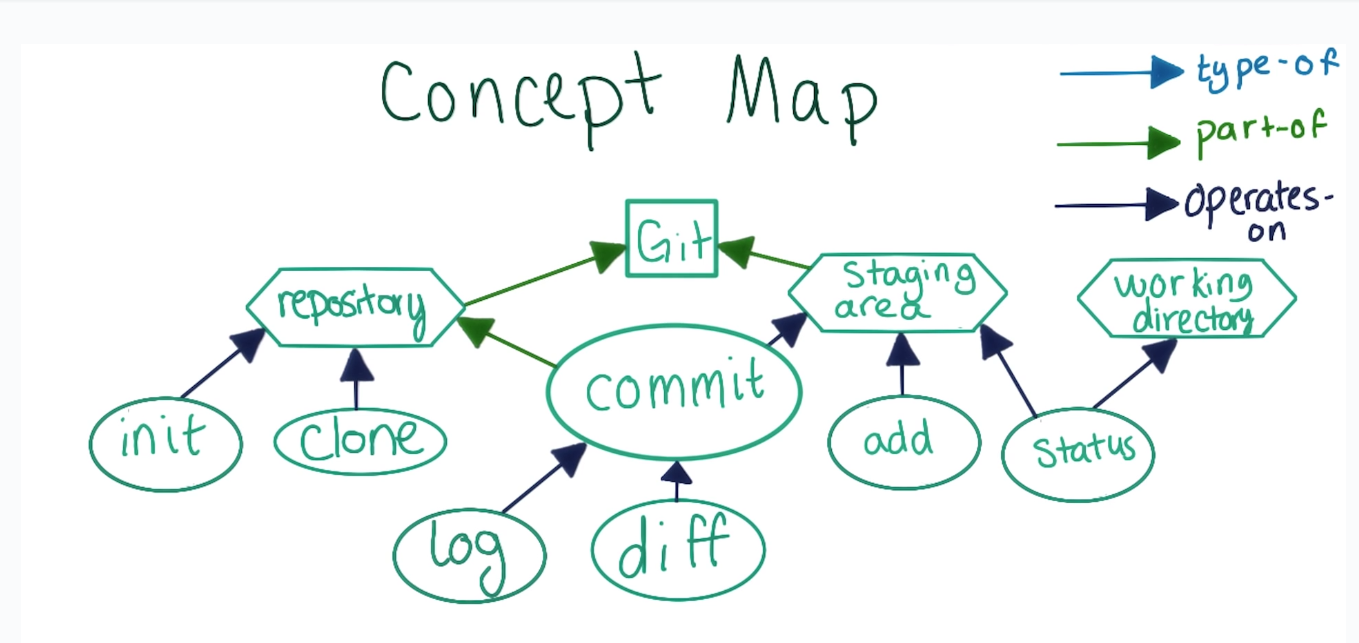 Concept Map
type-of
part-of
operates-
on
Git
repository
Staging
area
working
directory
commit
init
clone
add
Status
log
diff